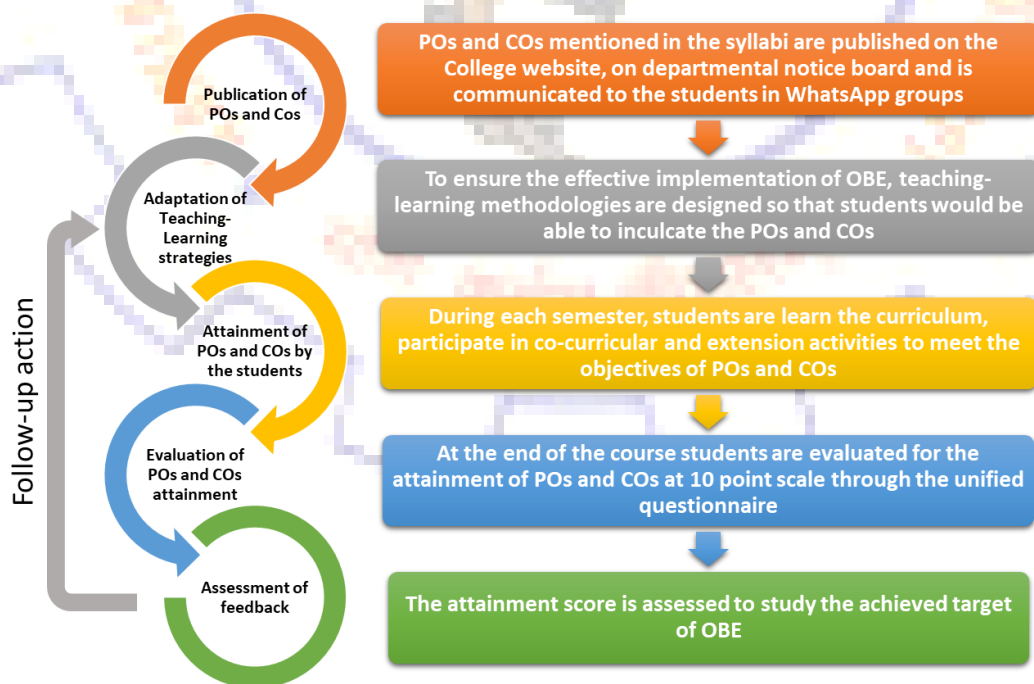 Publication of
POs and Cos
POs and COs mentioned in the syllabi are published on the
College website, on departmental notice board and is
communicated to the students in WhatsApp groups
Adaptation of
Teaching-
Learning
strategies
To ensure the effective implementation of OBE, teaching-
learning methodologies are designed so that students would be
able to inculcate the POs and COs
Attainment of
POs and COs by
the students
During each semester, students are learn the curriculum,
participate in co-curricular and extension activities to meet the
objectives of POs and COs
Evaluation of
POs and COs
attainment
At the end of the course students are evaluated for the
attainment of POs and COs at 10 point scale through the unified
questionnaire
Assessment of
feedback
The attainment score is assessed to study the achieved target
of OBE
Follow-up action